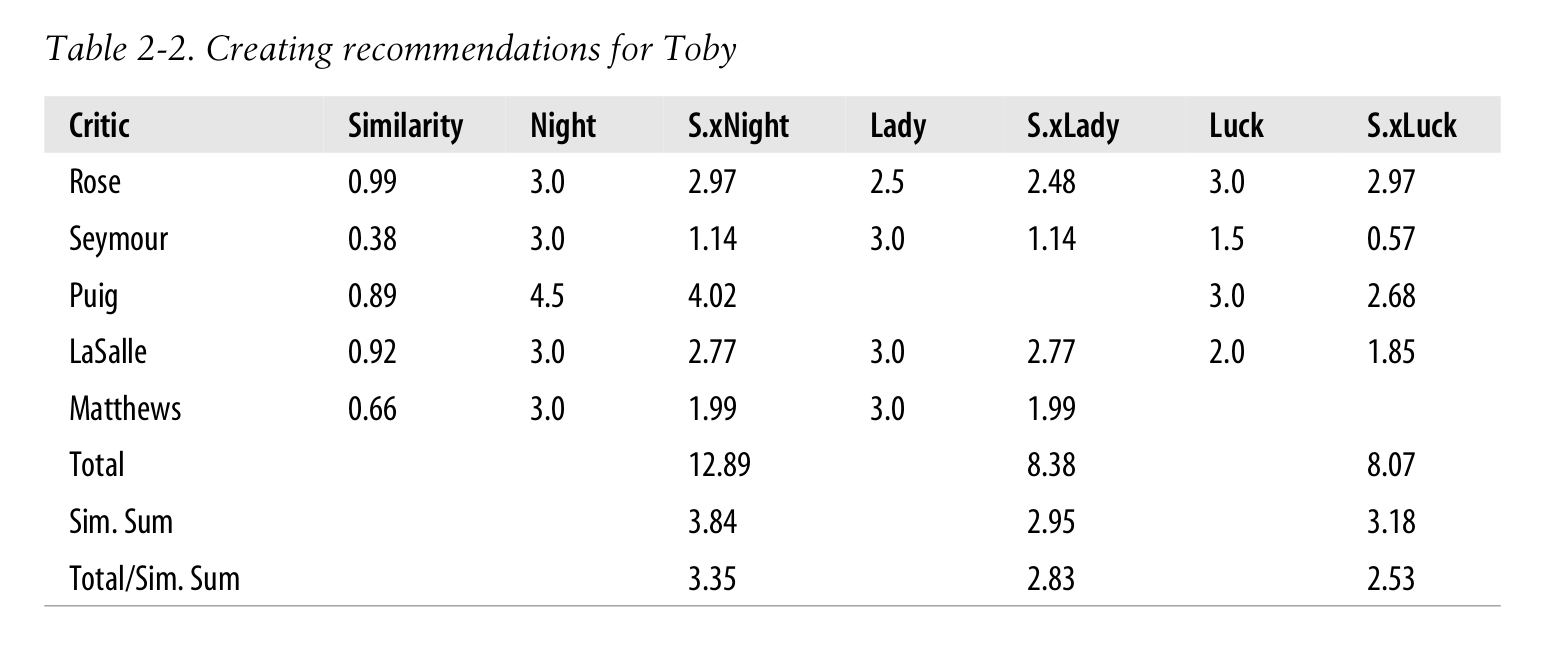 Table 2-2. Creating recommendations for Toby
Critic Similarity Night S.xNight Lady S.xLady Luck S.xLuck
Rose 0.99 3.0 2.97 2.5 2.48 3.0 2.97
Seymour 0.38 3.0 1.14 3.0 1.14 1.5 0.57
Puig 0.89 4.5 4.02 3.0 2.68
LaSalle 0.92 3.0 2.77 3.0 2.77 2.0 1.85
Matthews 0.66 3.0 1.99 3.0 1.99
Total 12.89 8.38 8.07
Sim. Sum 3.84 2.95 3.18
Total/Sim. Sum 3.35 2.83 2.53